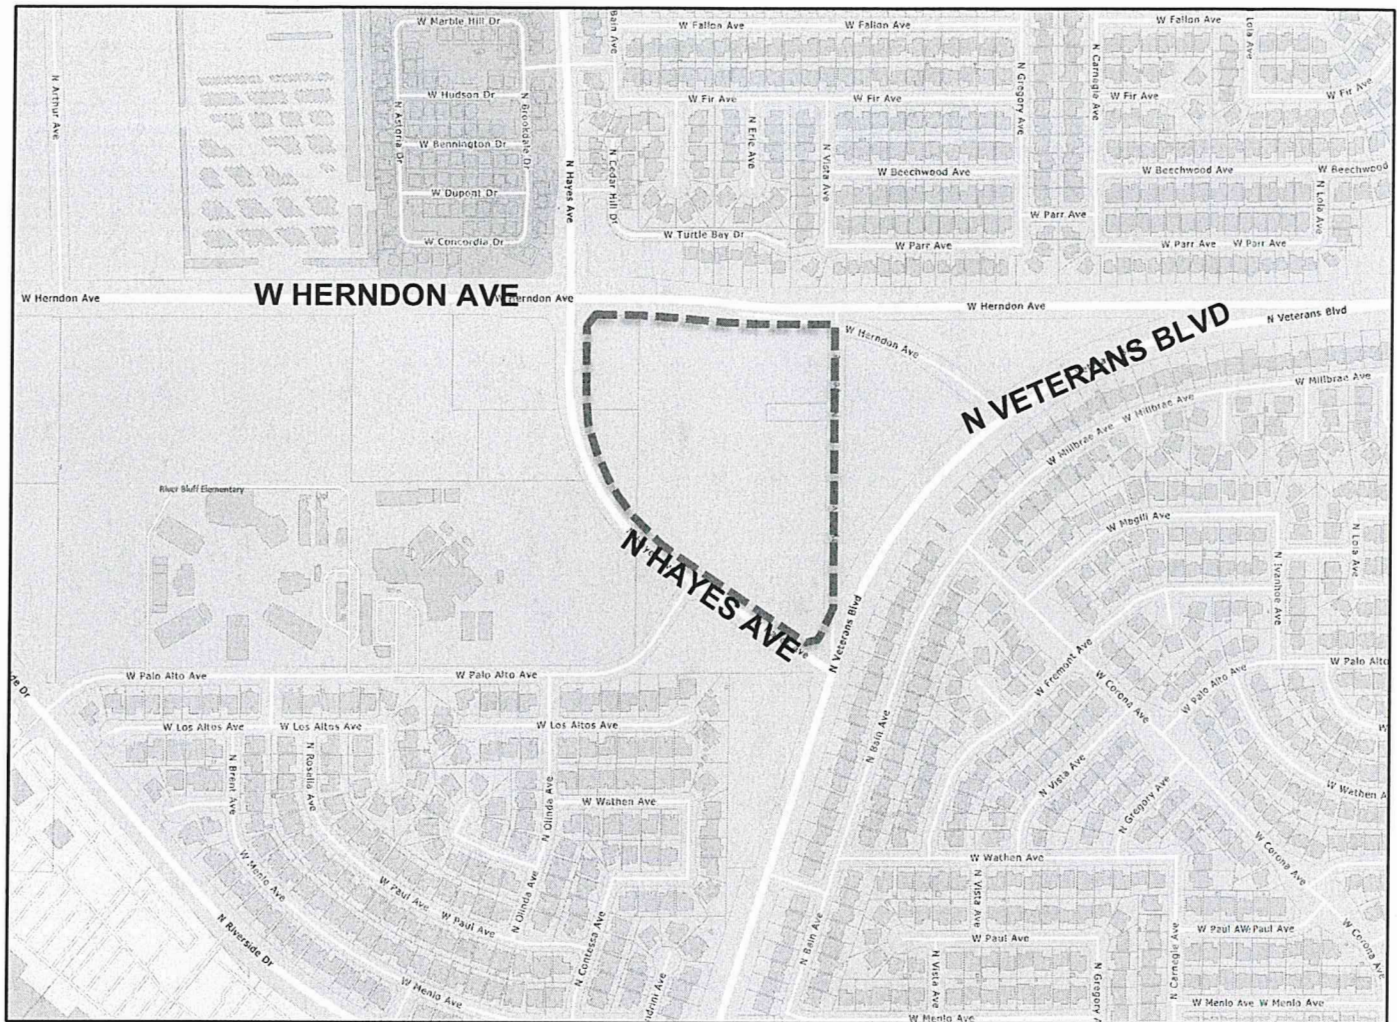 W Marble Hill Dr
Bain Ave
W Fallon Ave
W Fallon Ave
W Fallon Ave
Lola Ave
N Arthur Ave
N Carnegie Ave
N Gregory Ave
W Hudson Dr
N Brookdale Dr
N Astoria Dr
W Fir Ave
W Fir Ave
W Fir Ave
W Fir Ave
N Eric Ave
W Bennington Dr
N Hayes Ave
N Cedar Hill Dr
N Vista Ave
W Beechwood Ave
W Beechwood Ave
W Beechwood
W Dupont Dr
N Lola Ave
W Parr Ave
W Concordia Dr
W Turtle Bay Dr
W Parr Ave
W Parr Ave
W Parr Ave
W Herndon Ave
W HERNDON AVE
W Herndon Ave
W Herndon Ave
N Veterans Blvd
W Herndon Ave
N VETERANS BLVD
W Millbrae Ave
W Millbrae Ave
W Millbrae Ave
River Bluff Elementary
W Magill Ave
N Lola Ave
N Ivanhoe Ave
N HAYES AVE
N Veterans Blvd
W Fremont Ave
W Palo Alto Ave
W Palo Alto Ave
W Corona Ave
W Palo Alto Ave
W Palo Alto
de Dr
W Los Altos Ave
W Los Altos Ave
W Los Altos Ave
N Bain Ave
N Brent Ave
N Rosalia Ave
N Olinda Ave
N Vista Ave
N Gregory Ave
W Wathen A
W Wathen Ave
W Menlo Ave
W Paul Ave
W Paul Ave
N Olinda Ave
W Wathen Ave
N Vista Ave
W Corona Ave
N Riverside Dr
N Contessa Ave
N Bain Ave
W Paul Ave
N Vista Ave
N Gregory A
N Carnegie Ave
W Paul AW Paul Ave
W Corona Ave
W Menlo Ave
W Menlo Ave
W Menlo Ave
W Menlo Ave